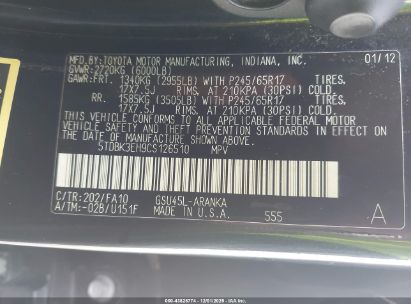 MFD.BY:TOYOTA MOTOR MANUFACTURING, INDIANA, INC. 01/12
GVWR-2720KG (6000LB)
GAWR:FRT. 1340KG (2955LB) WITH P245/65R17 TIRES,
17X7.5J RIMS, AT 210KPA (30PSI) COLD
RR. 1585KG (3505LB) WITH P245/65R17 TIRES,
17X7.5J RIMS, AT 210KPA (30PSI) COLD
THIS VEHICLE CONFORMS TO ALL APPLICABLE FEDERAL MOTOR
VEHICLE SAFETY AND THEFT PREVENTION STANDARDS IN EFFECT ON
THE DATE OF MANUFACTURE SHOWN ABOVE.
5TDBK3EH9CS126510 MPV
C/TR:202/FA10 GSU45L-ARANKA
A/TM:-02B/U151F MADE IN U.S.A. 555 A